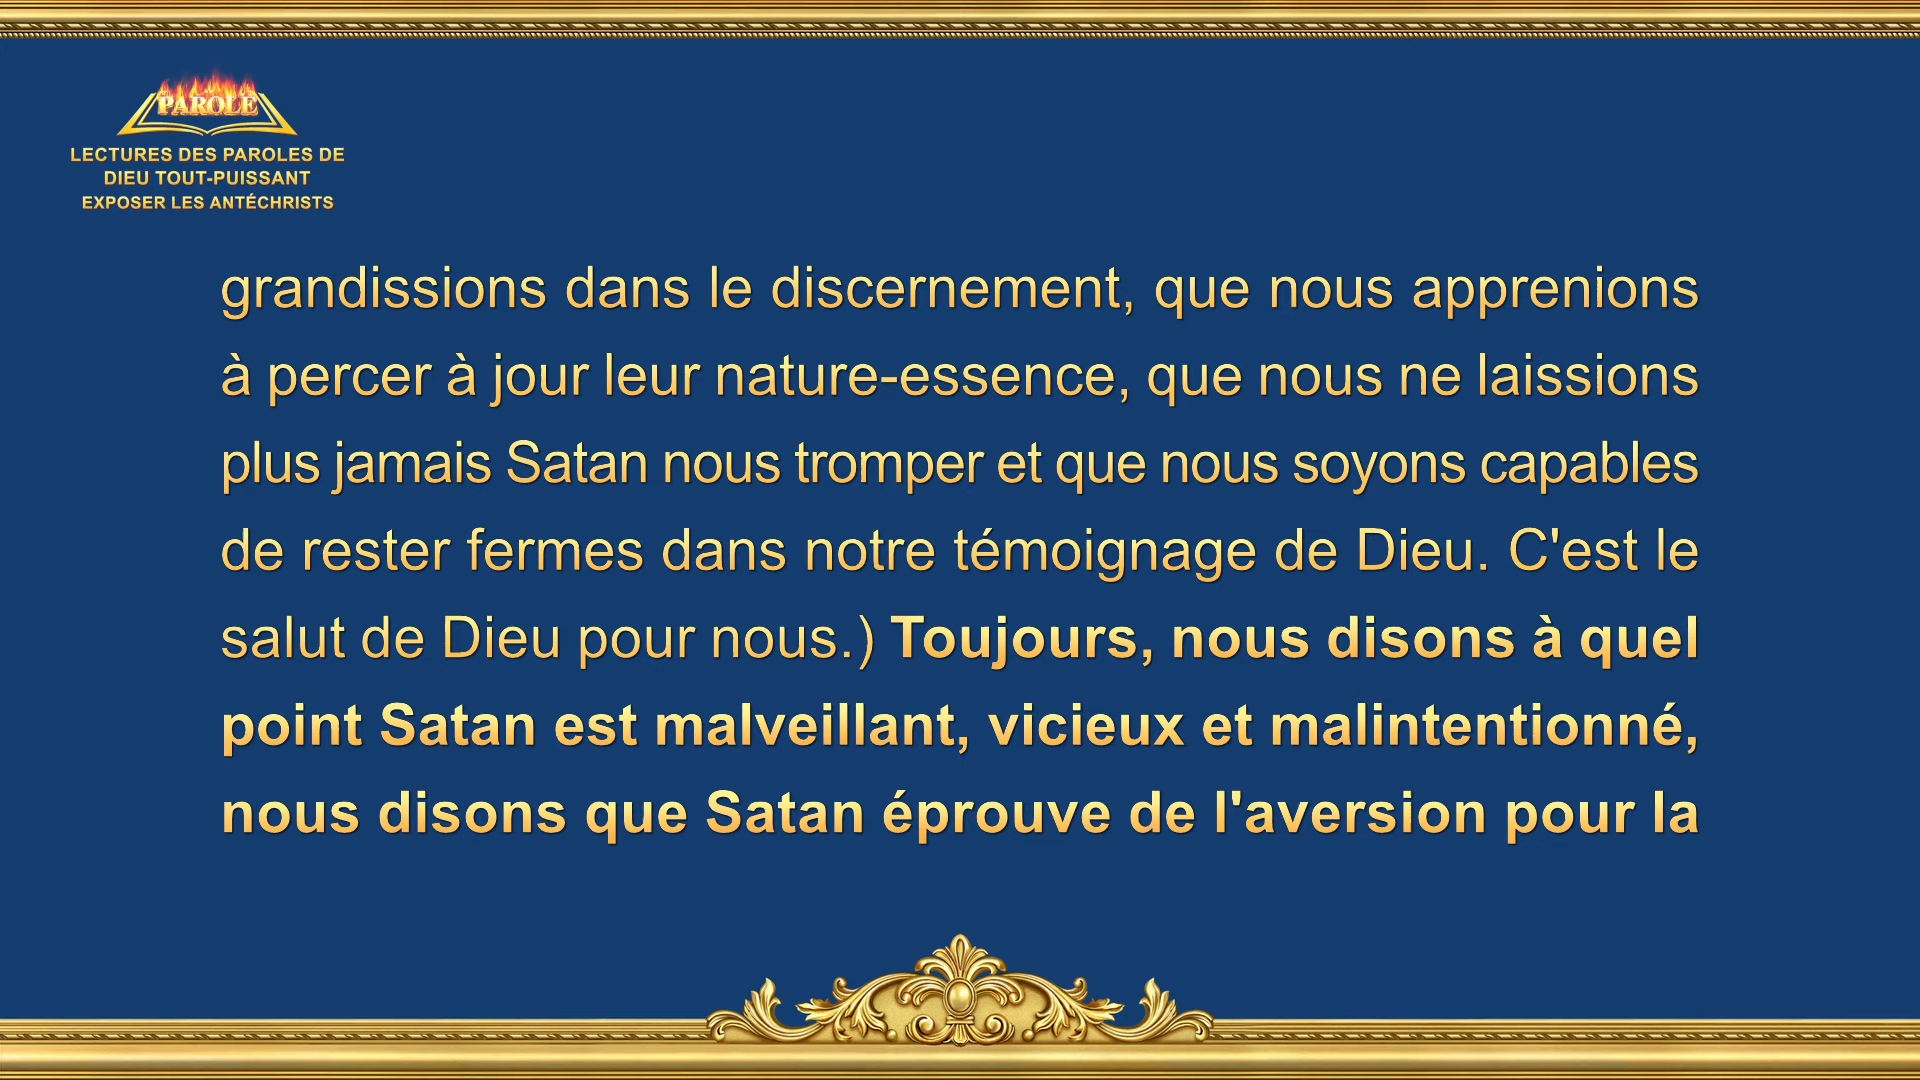 PAROLE
LECTURES DES PAROLES DE
DIEU TOUT-PUISSANT
EXPOSER LES ANTÉCHRISTS
grandissions dans le discernement, que nous apprenions
à percer à jour leur nature-essence, que nous ne laissions
plus jamais Satan nous tromper et que nous soyons capables
de rester fermes dans notre témoignage de Dieu. C'est le
salut de Dieu pour nous.) Toujours, nous disons à quel
point Satan est malveillant, vicieux et malintentionné,
nous disons que Satan éprouve de l'aversion pour la